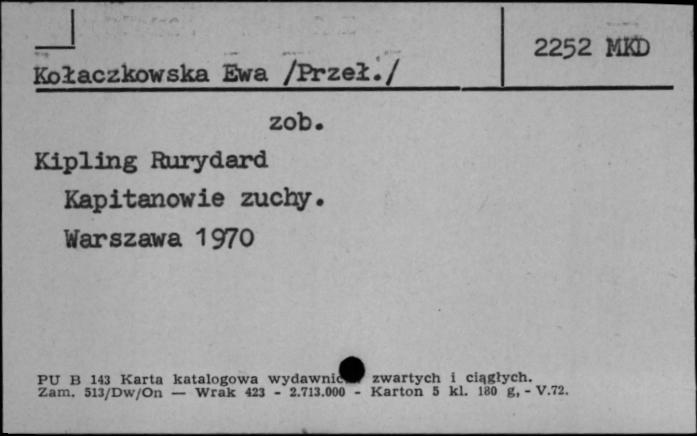 2252 MKD
Kołaczkowska Ewa /Przeł./
zob.
Kipling Rurydard
Kapitanowie zuchy.
Warszawa 1970
PU B 143 Karta katalogowa zwartych i ciągłych.
Zam. 513/Dw/On — Wrak 423 - 2.713.000 - Karton 5 kl. 180 g, - V.72.